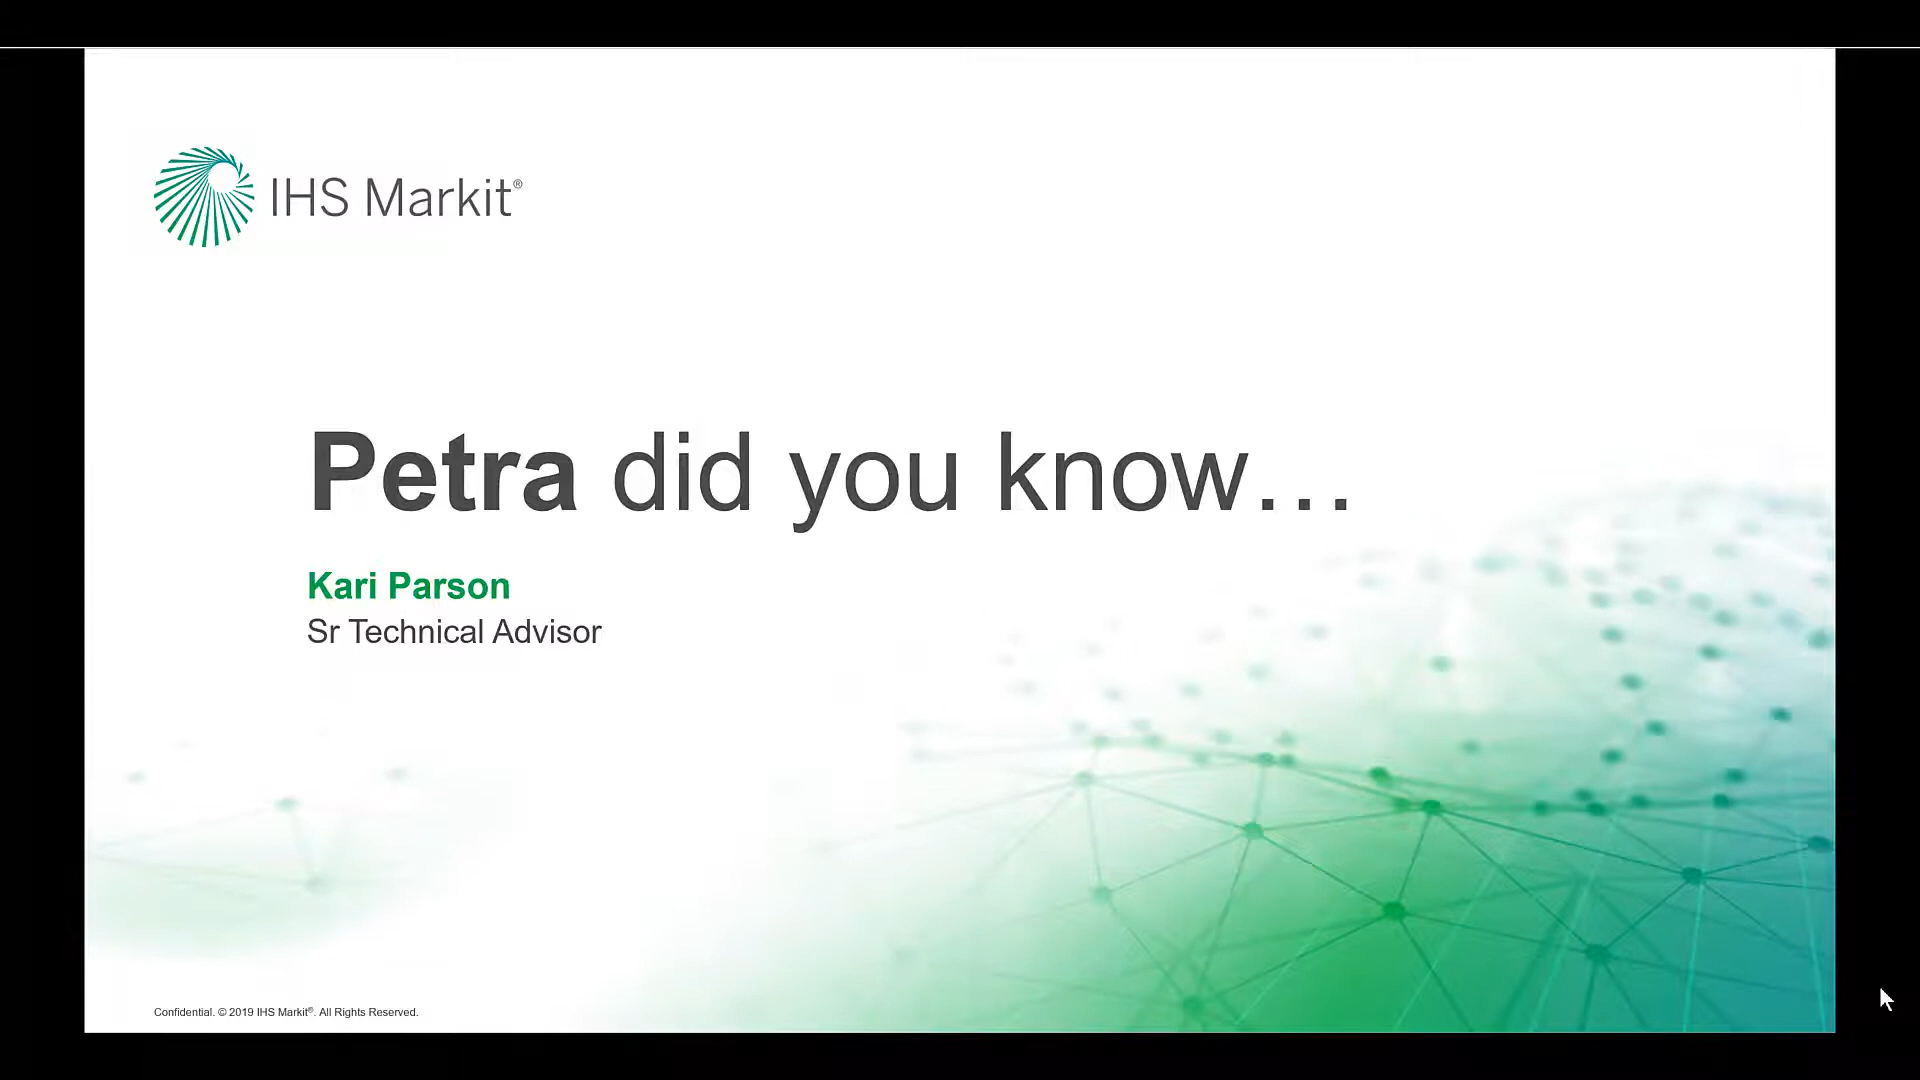 IHS Markit®
Petra did you know…
Kari Parson
Sr Technical Advisor
Confidential. © 2019 IHS Markit®. All Rights Reserved.